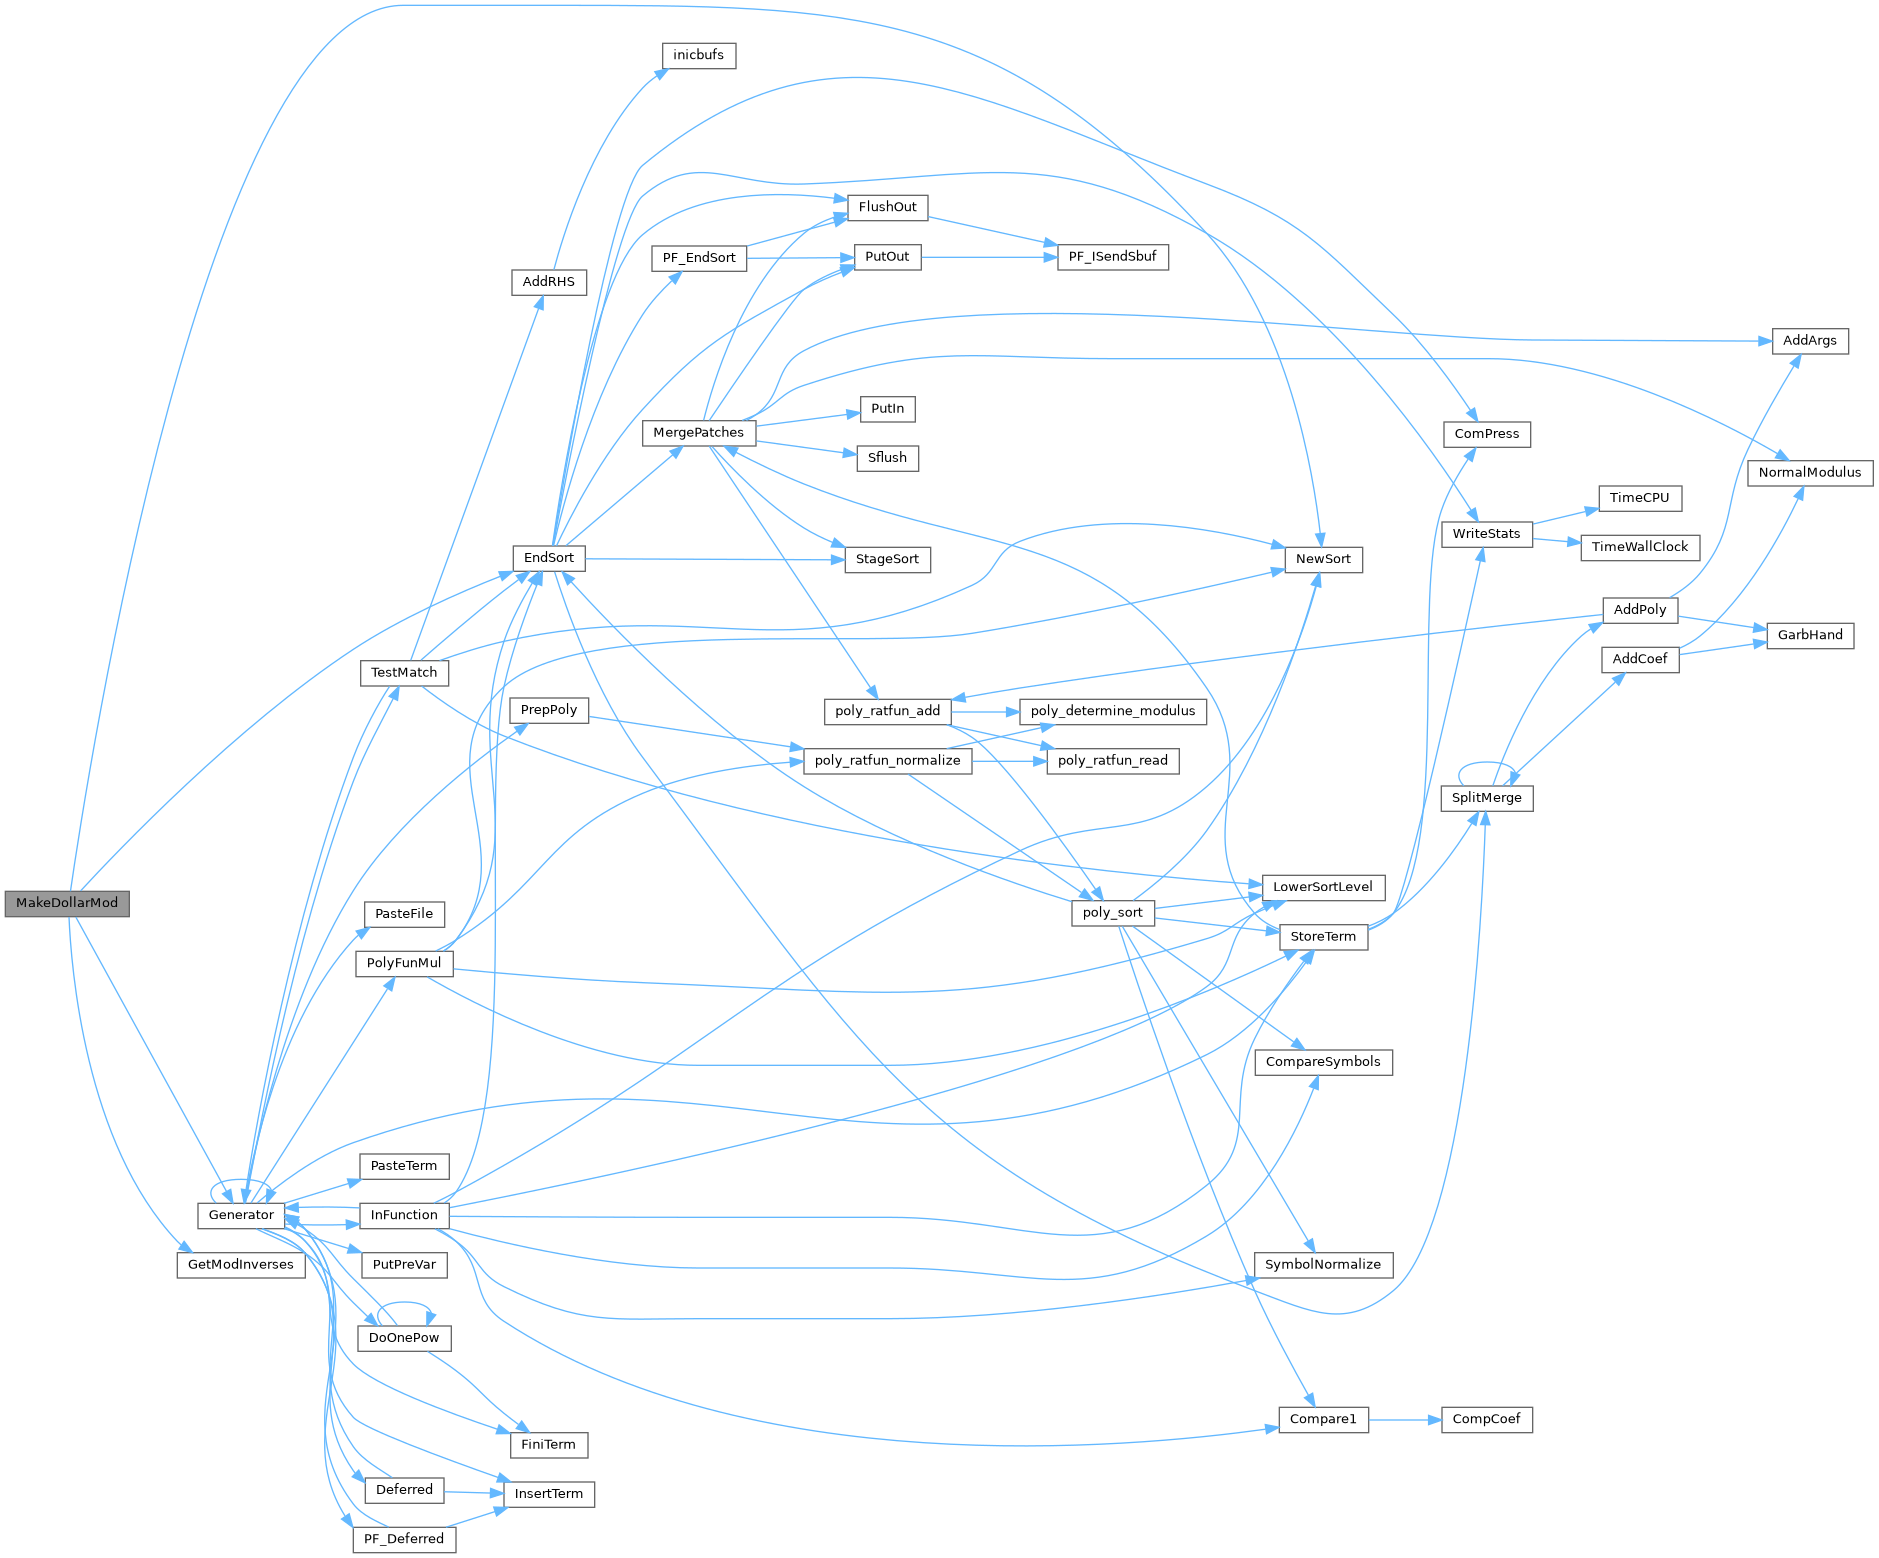 inicbufs
FlushOut
PF_EndSort
PutOut
PF_ISendSbuf
AddRHS
AddArgs
PutIn
MergePatches
ComPress
Sflush
NormalModulus
TimeCPU
WriteStats
TimeWallClock
EndSort
StageSort
NewSort
AddPoly
GarbHand
AddCoef
TestMatch
PrepPoly
poly_ratfun_add
poly_determine_modulus
poly_ratfun_normalize
poly_ratfun_read
SplitMerge
LowerSortLevel
MakeDollarMod
PasteFile
poly_sort
StoreTerm
PolyFunMul
CompareSymbols
PasteTerm
Generator
InFunction
GetModInverses
PutPreVar
SymbolNormalize
DoOnePow
Compare1
CompCoef
FiniTerm
Deferred
InsertTerm
PF_Deferred